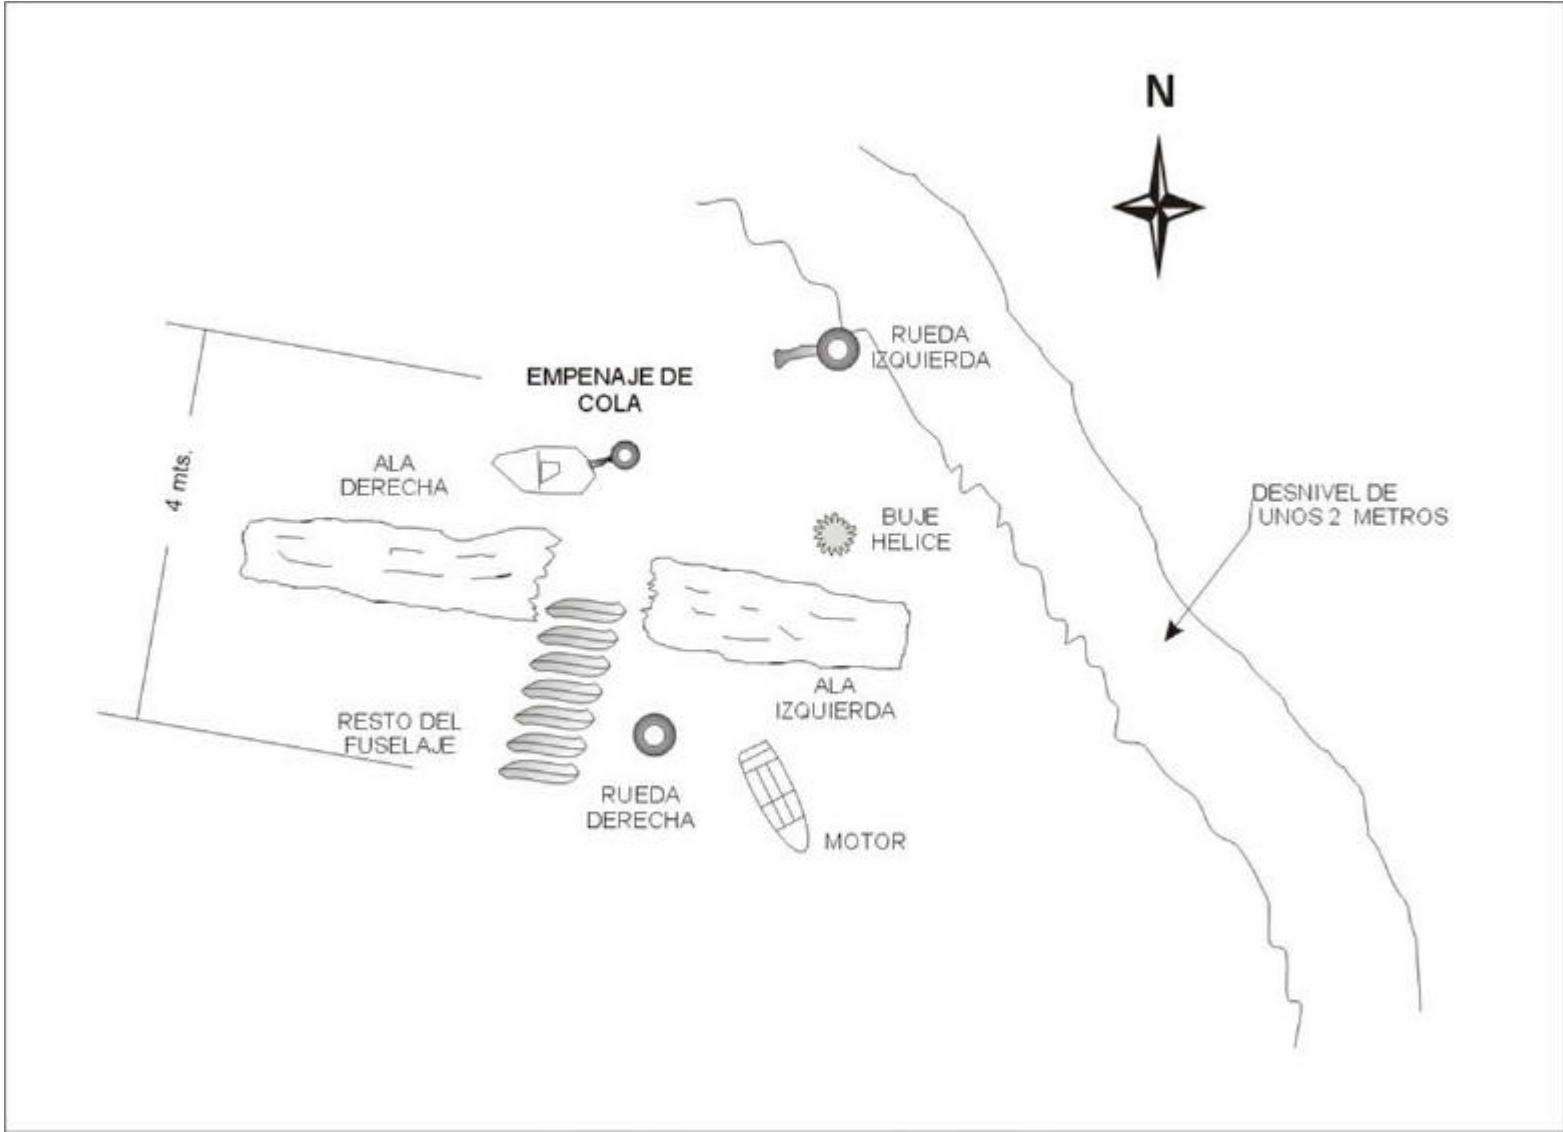 N
RUEDA
IZQUIERDA
EMPENAJE DE
COLA
ALA
DERECHA
4 mts.
DESNIVEL DE
UNOS 2 METROS
BUJE
HELICE
ALA
IZQUIERDA
RESTO DEL
FUSELAJE
RUEDA
DERECHA
MOTOR